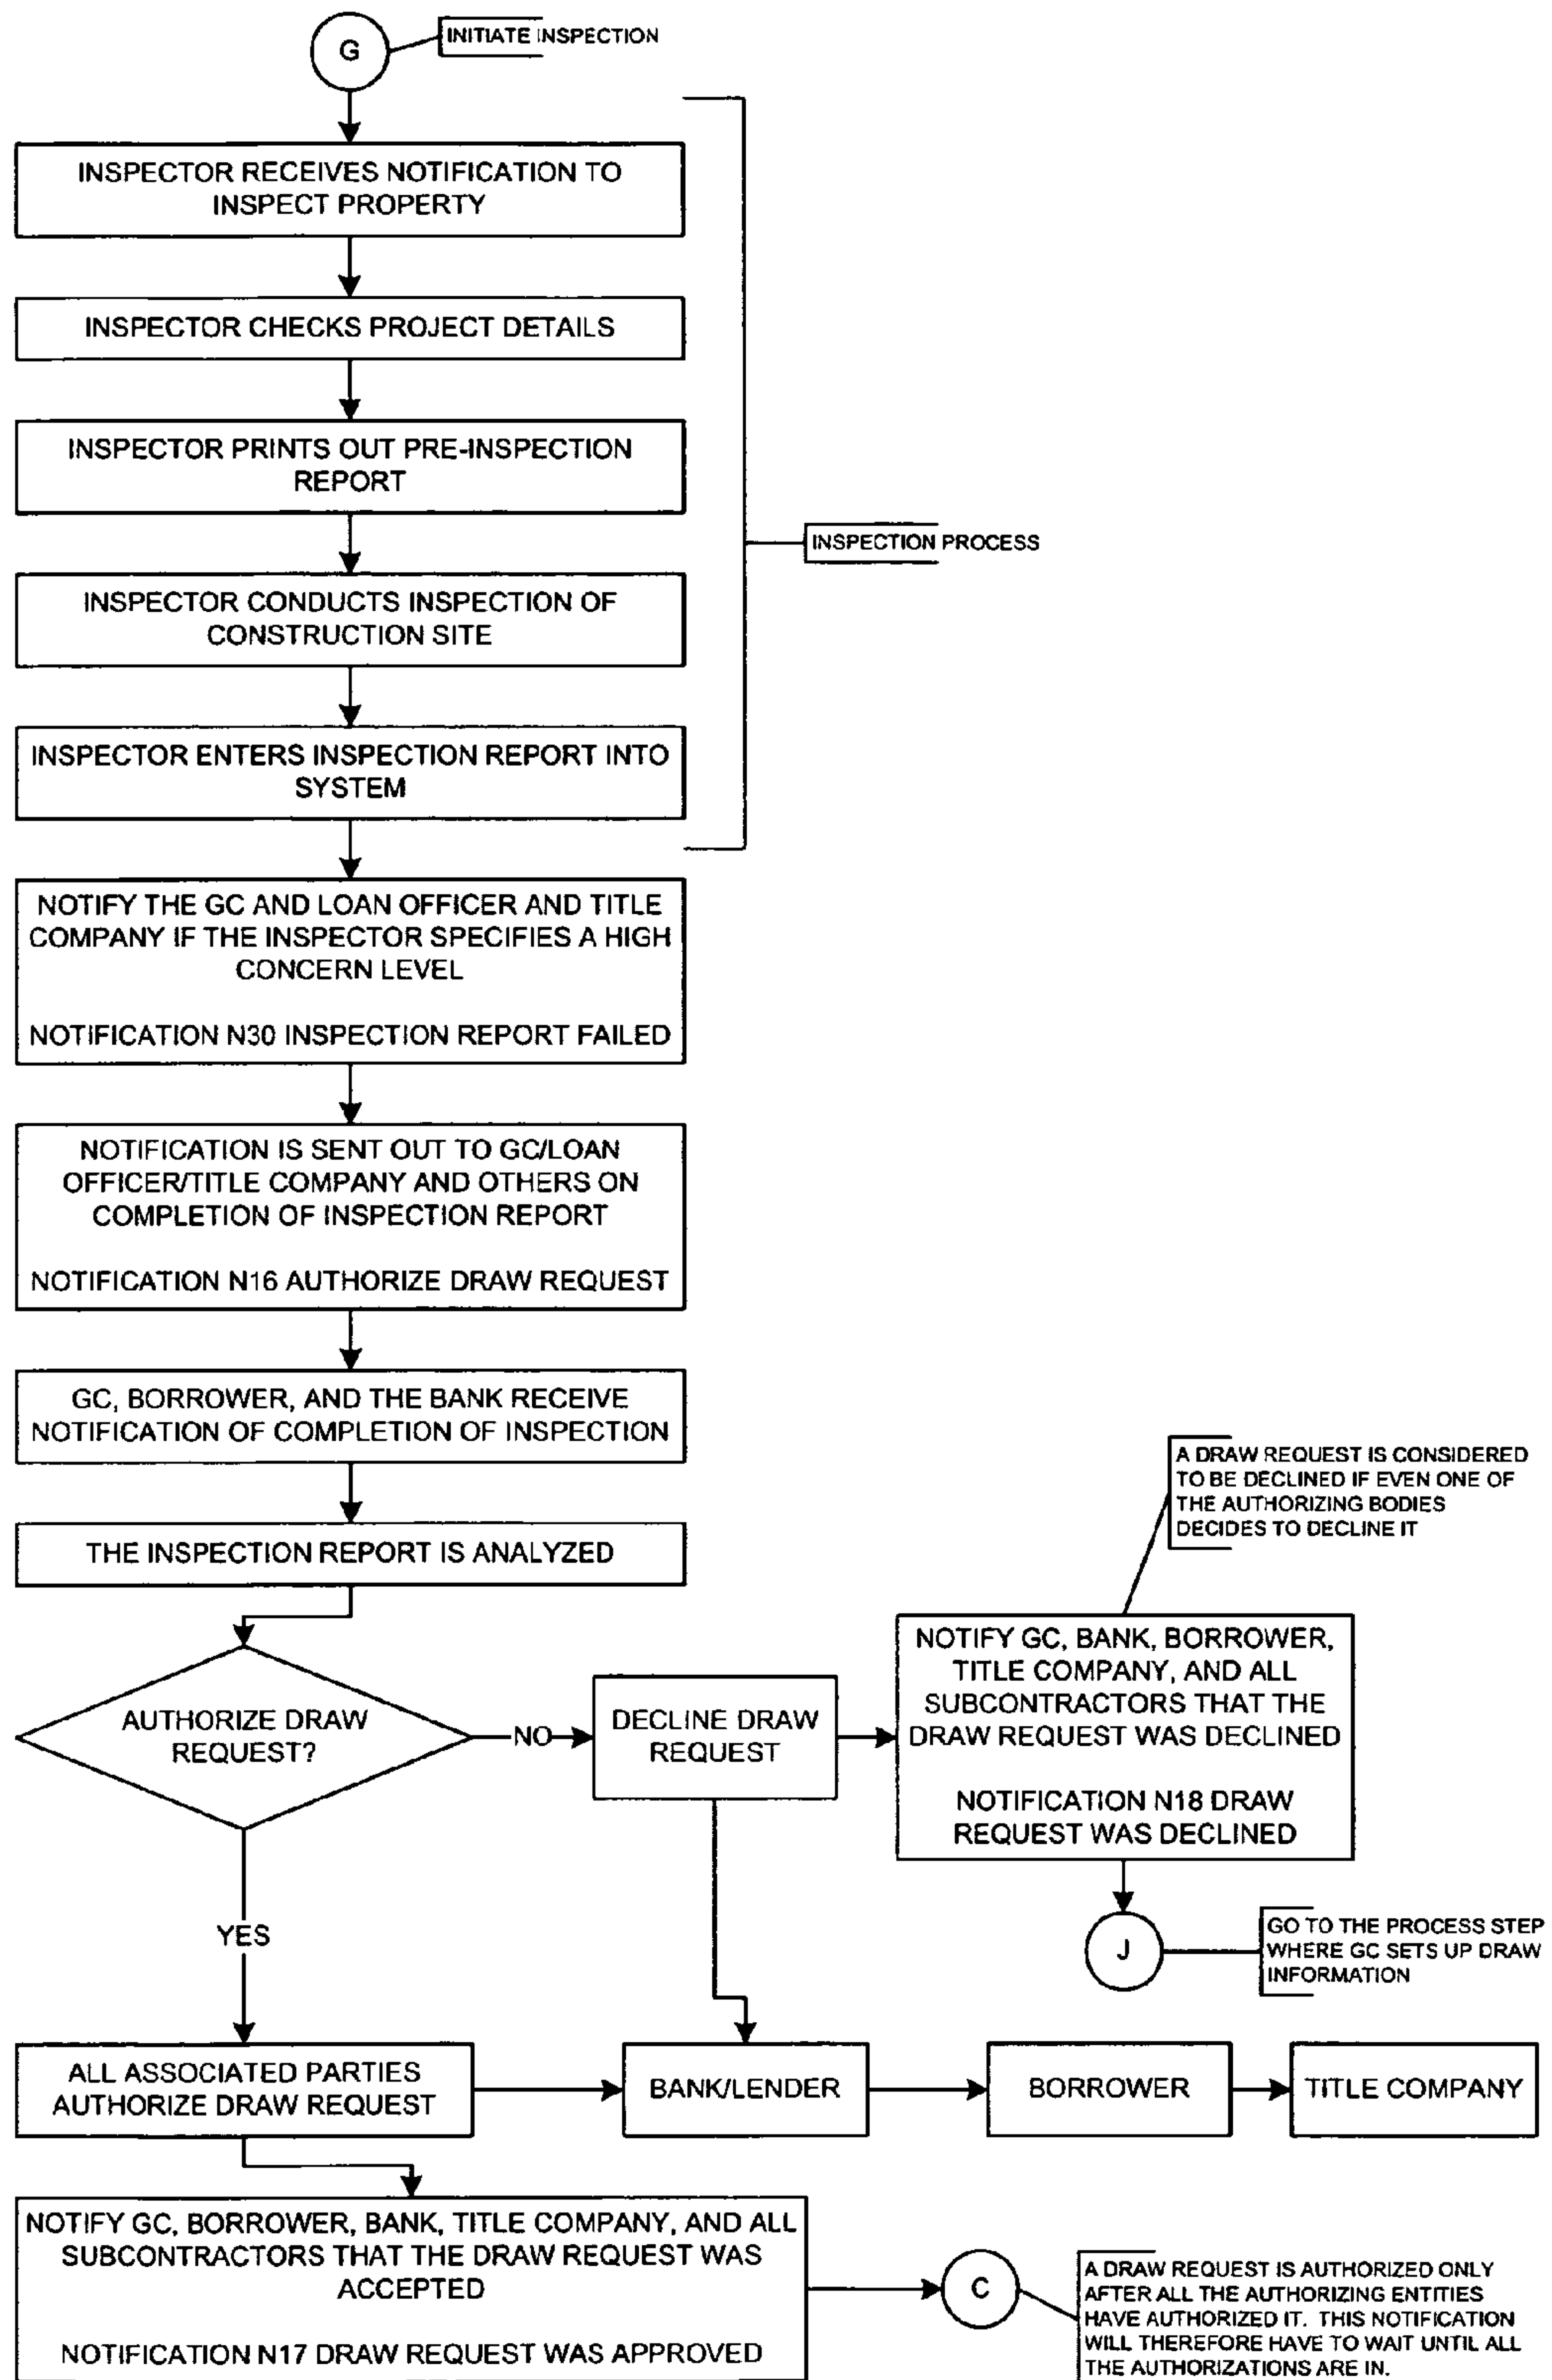 G
INITIATE INSPECTION
INSPECTOR RECEIVES NOTIFICATION TO
INSPECT PROPERTY
INSPECTOR CHECKS PROJECT DETAILS
INSPECTOR PRINTS OUT PRE-INSPECTION
REPORT
INSPECTION PROCESS
INSPECTOR CONDUCTS INSPECTION OF
CONSTRUCTION SITE
INSPECTOR ENTERS INSPECTION REPORT INTO
SYSTEM
NOTIFY THE GC AND LOAN OFFICER AND TITLE
COMPANY IF THE INSPECTOR SPECIFIES A HIGH
CONCERN LEVEL
NOTIFICATION N30 INSPECTION REPORT FAILED
NOTIFICATION IS SENT OUT TO GC/LOAN
OFFICER/TITLE COMPANY AND OTHERS ON
COMPLETION OF INSPECTION REPORT
NOTIFICATION N16 AUTHORIZE DRAW REQUEST
GC, BORROWER, AND THE BANK RECEIVE
NOTIFICATION OF COMPLETION OF INSPECTION
THE INSPECTION REPORT IS ANALYZED
A DRAW REQUEST IS CONSIDERED
TO BE DECLINED IF EVEN ONE OF
THE AUTHORIZING BODIES
DECIDES TO DECLINE IT
AUTHORIZE DRAW
REQUEST?
NO
DECLINE DRAW
REQUEST
NOTIFY GC, BANK, BORROWER,
TITLE COMPANY, AND ALL
SUBCONTRACTORS THAT THE
DRAW REQUEST WAS DECLINED
NOTIFICATION N18 DRAW
REQUEST WAS DECLINED
YES
J
GO TO THE PROCESS STEP
WHERE GC SETS UP DRAW
INFORMATION
ALL ASSOCIATED PARTIES
AUTHORIZE DRAW REQUEST
BANK/LENDER
BORROWER
TITLE COMPANY
NOTIFY GC, BORROWER, BANK, TITLE COMPANY, AND ALL
SUBCONTRACTORS THAT THE DRAW REQUEST WAS
ACCEPTED
NOTIFICATION N17 DRAW REQUEST WAS APPROVED
C
A DRAW REQUEST IS AUTHORIZED ONLY
AFTER ALL THE AUTHORIZING ENTITIES
HAVE AUTHORIZED IT. THIS NOTIFICATION
WILL THEREFORE HAVE TO WAIT UNTIL ALL
THE AUTHORIZATIONS ARE IN.